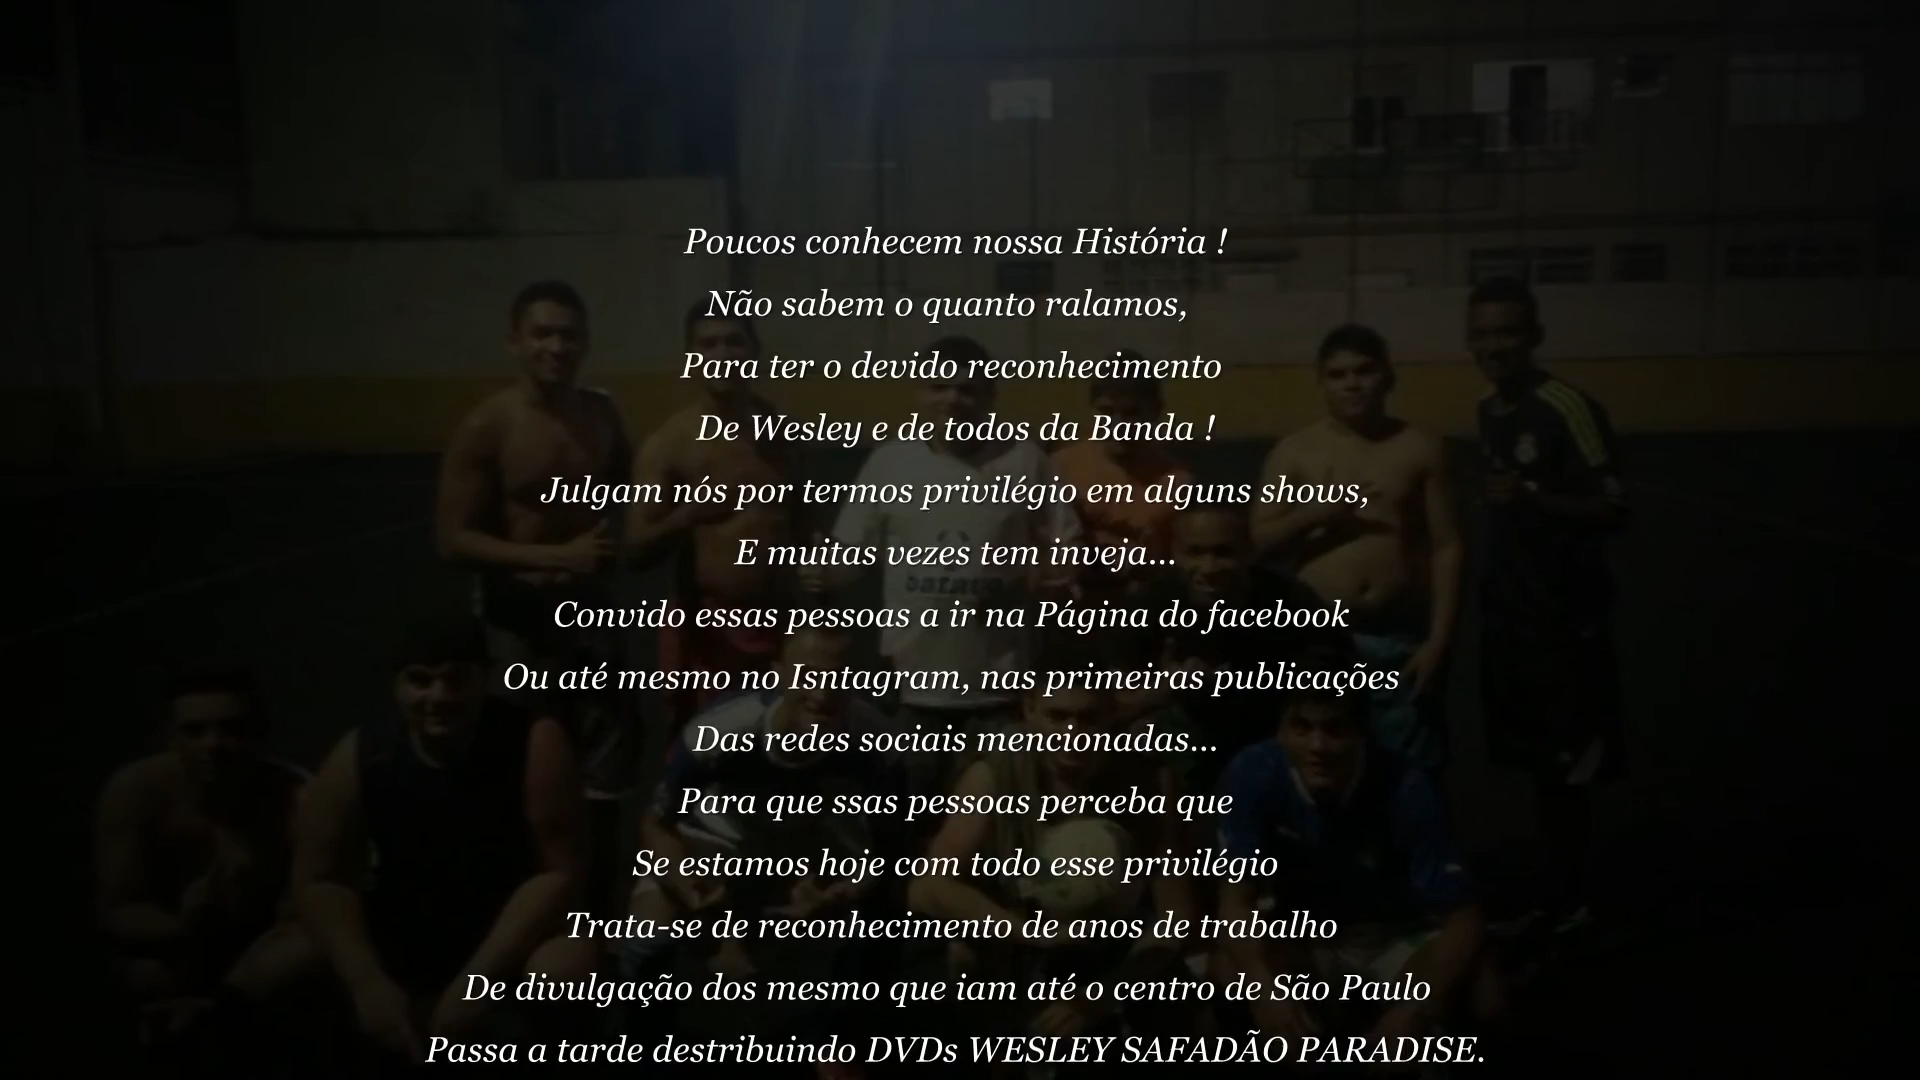 Poucos conhecem nossa História !
Não sabem o quanto ralamos,
Para ter o devido reconhecimento
De Wesley e de todos da Banda !
Julgam nós por termos privilégio em alguns shows,
E muitas vezes tem inveja...
Convido essas pessoas a ir na Página do facebook
Ou até mesmo no Isntagram, nas primeiras publicações
Das redes sociais mencionadas...
Para que ssas pessoas perceba que
Se estamos hoje com todo esse privilégio
Trata-se de reconhecimento de anos de trabalho
De divulgação dos mesmo que iam até o centro de São Paulo
Passa a tarde destribuindo DVDs WESLEY SAFADÃO PARADISE.